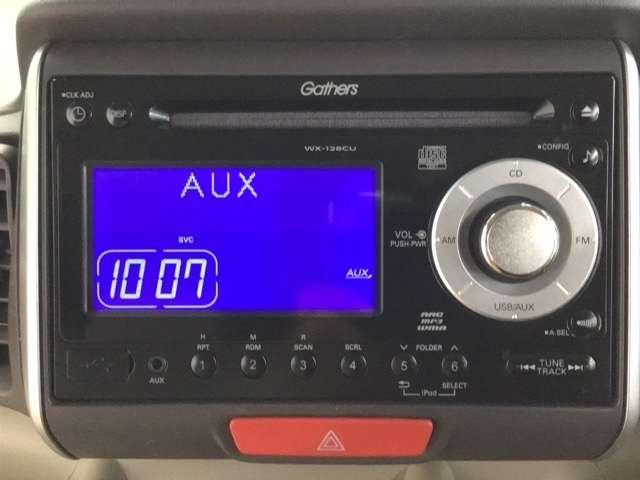 Gathers
CLK ADJ
DISP
WX-128CU
CONFIG
CD
AUX
VOL
PUSH-PWR
AM
FM
SVC
10:07
AUX
USB/AUX
AAC
MP3
WMA
A.SEL
H M R
RPT RDM SCAN SCRL FOLDER
AUX 1 2 3 4 5 6
TUNE
TRACK
iPod SELECT